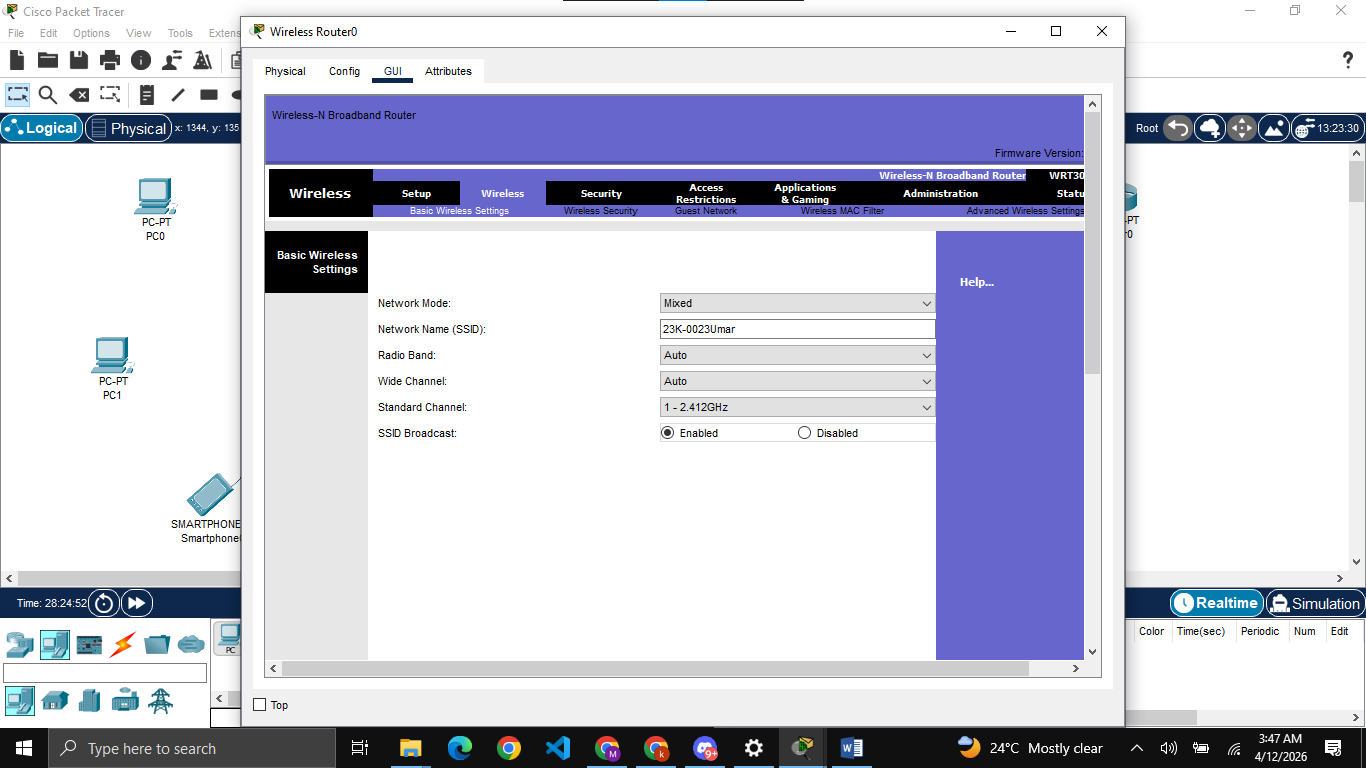 Cisco Packet Tracer
File Edit Options View Tools Extens
Logical Physical x: 1344, y: 135
Root 13:23:30
PC-PT
PC0
PC-PT
PC1
SMARTPHONE
Smartphone
-PT
r0
Wireless Router0
Physical Config GUI Attributes
Wireless-N Broadband Router
Firmware Version:
Wireless-N Broadband Router WRT30
Wireless
Setup Wireless Security Access Restrictions Applications & Gaming Administration Statu
Basic Wireless Settings Wireless Security Guest Network Wireless MAC Filter Advanced Wireless Settings
Basic Wireless
Settings
Help...
Network Mode: Mixed
Network Name (SSID): 23K-0023Umar
Radio Band: Auto
Wide Channel: Auto
Standard Channel: 1 - 2.412GHz
SSID Broadcast: Enabled Disabled
Top
Time: 28:24:52
Realtime Simulation
Color Time(sec) Periodic Num Edit
PC
Type here to search
M
k
9+
24°C Mostly clear
3:47 AM
4/12/2026